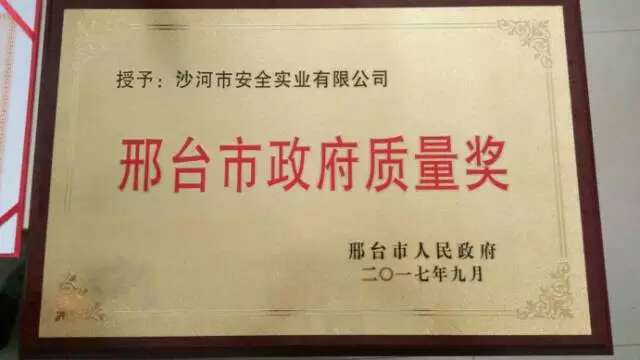 授予：沙河市安全实业有限公司
邢台市政府质量奖
邢台市人民政府
二〇一七年九月